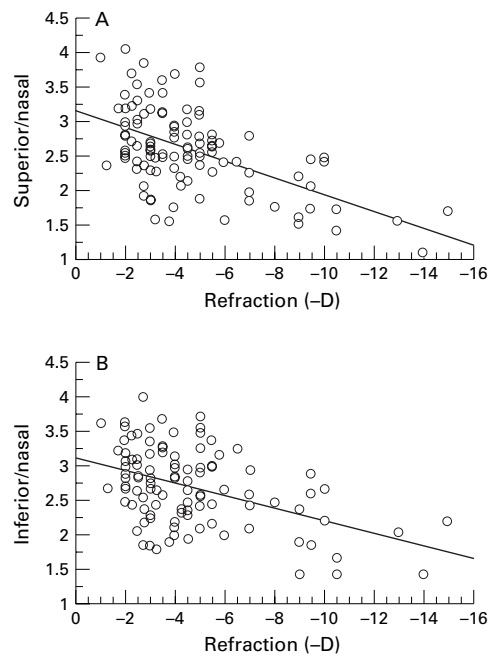 A
4.5
4
3.5
3
2.5
2
1.5
1
Superior/nasal
0 –2 –4 –6 –8 –10 –12 –14 –16
Refraction (–D)
B
4.5
4
3.5
3
2.5
2
1.5
1
Inferior/nasal
0 –2 –4 –6 –8 –10 –12 –14 –16
Refraction (–D)